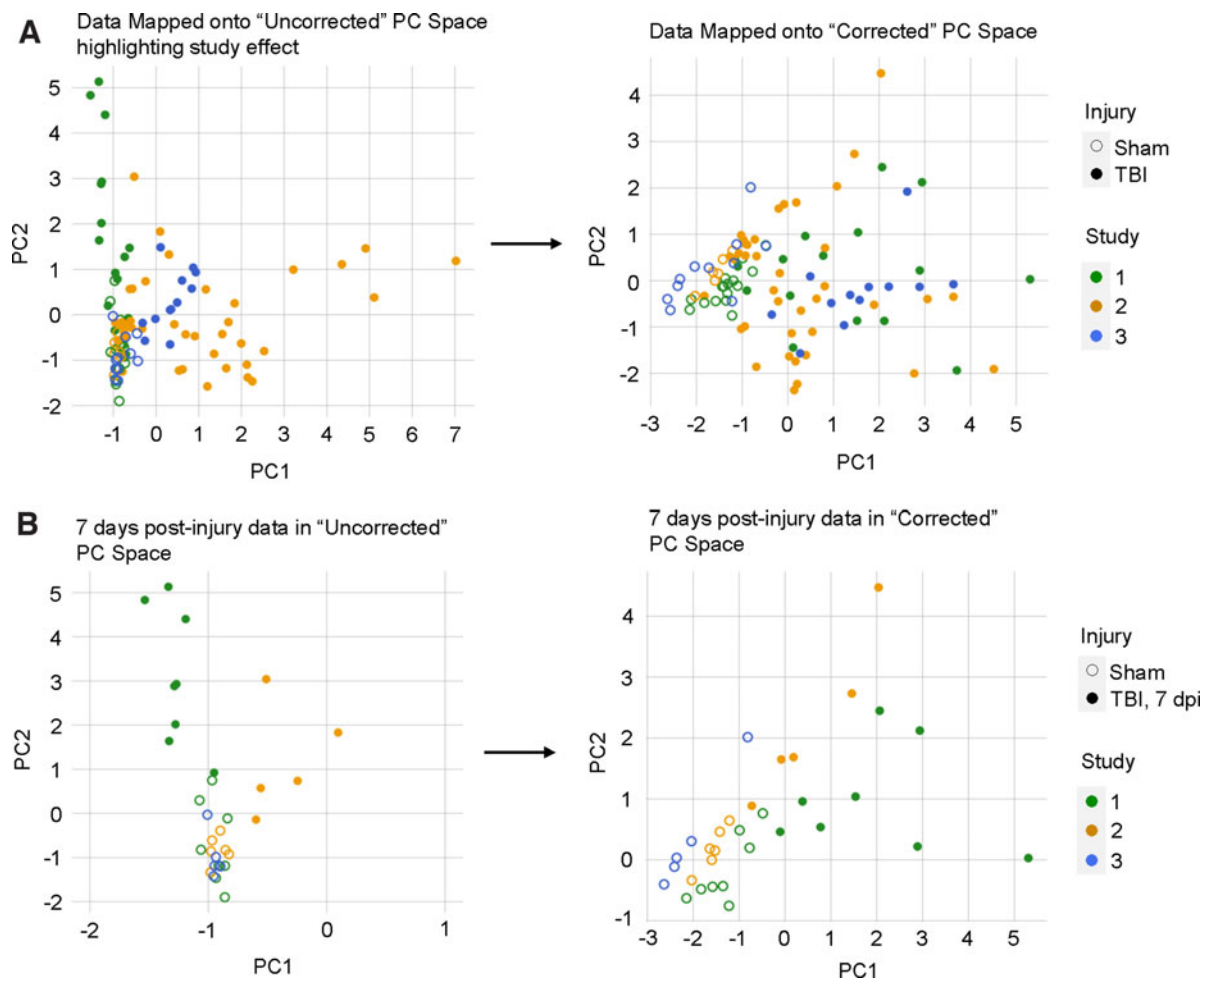 A
Data Mapped onto “Uncorrected” PC Space
highlighting study effect
5
4
3
2
1
0
-1
-2
PC2
-1 0 1 2 3 4 5 6 7
PC1
Data Mapped onto “Corrected” PC Space
4
3
2
1
0
-1
-2
PC2
-3 -2 -1 0 1 2 3 4 5
PC1
Injury
Sham
TBI
Study
1
2
3
B
7 days post-injury data in “Uncorrected”
PC Space
5
4
3
2
1
0
-1
-2
PC2
-2 -1 0 1
PC1
7 days post-injury data in “Corrected”
PC Space
4
3
2
1
0
-1
PC2
-3 -2 -1 0 1 2 3 4 5
PC1
Injury
Sham
TBI, 7 dpi
Study
1
2
3